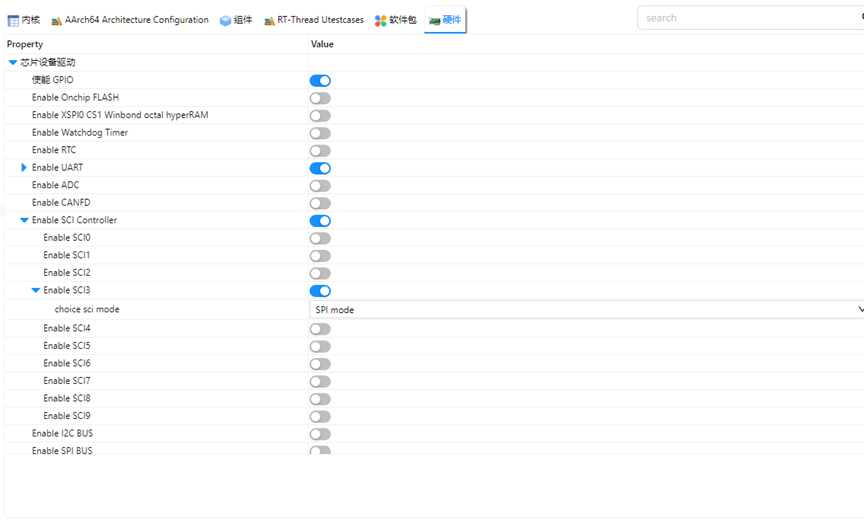 内核 AArch64 Architecture Configuration 组件 RT-Thread Utestcases 软件包 硬件 search
Property Value
芯片设备驱动
使能 GPIO
Enable Onchip FLASH
Enable XSPI0 CS1 Winbond octal hyperRAM
Enable Watchdog Timer
Enable RTC
Enable UART
Enable ADC
Enable CANFD
Enable SCI Controller
Enable SCI0
Enable SCI1
Enable SCI2
Enable SCI3
choice sci mode SPI mode
Enable SCI4
Enable SCI5
Enable SCI6
Enable SCI7
Enable SCI8
Enable SCI9
Enable I2C BUS
Enable SPI BUS